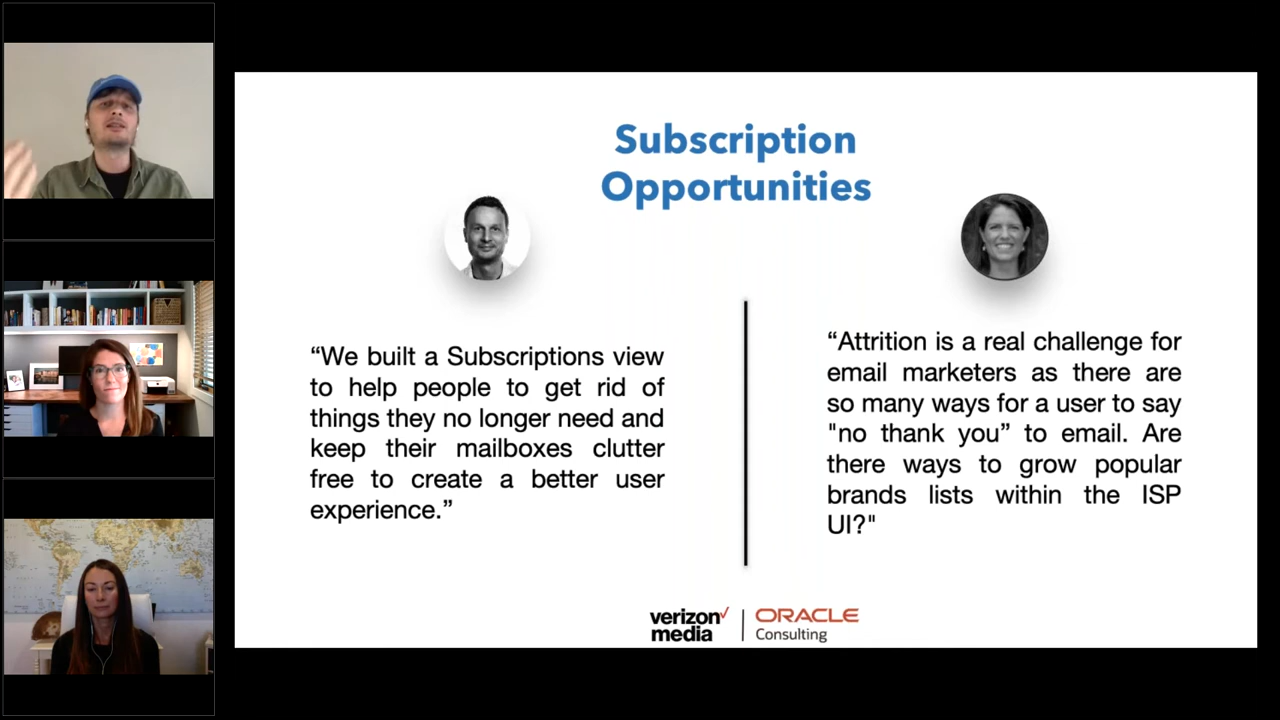 Subscription
Opportunities
“We built a Subscriptions view
to help people to get rid of
things they no longer need and
keep their mailboxes clutter
free to create a better user
experience.”
“Attrition is a real challenge for
email marketers as there are
so many ways for a user to say
"no thank you” to email. Are
there ways to grow popular
brands lists within the ISP
UI?"
verizon✓
media
ORACLE
Consulting